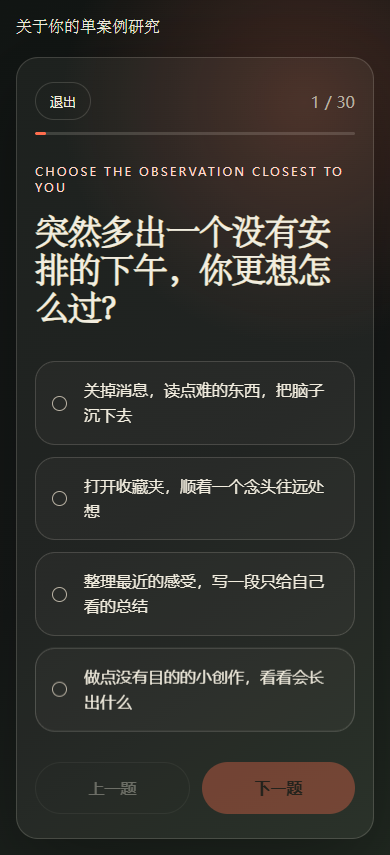 关于你的单案例研究
退出
1 / 30
CHOOSE THE OBSERVATION CLOSEST TO
YOU
突然多出一个没有安
排的下午，你更想怎
么过？
关掉消息，读点难的东西，把脑子
沉下去
打开收藏夹，顺着一个念头往远处
想
整理最近的感受，写一段只给自己
看的总结
做点没有目的的小创作，看看会长
出什么
上一题
下一题